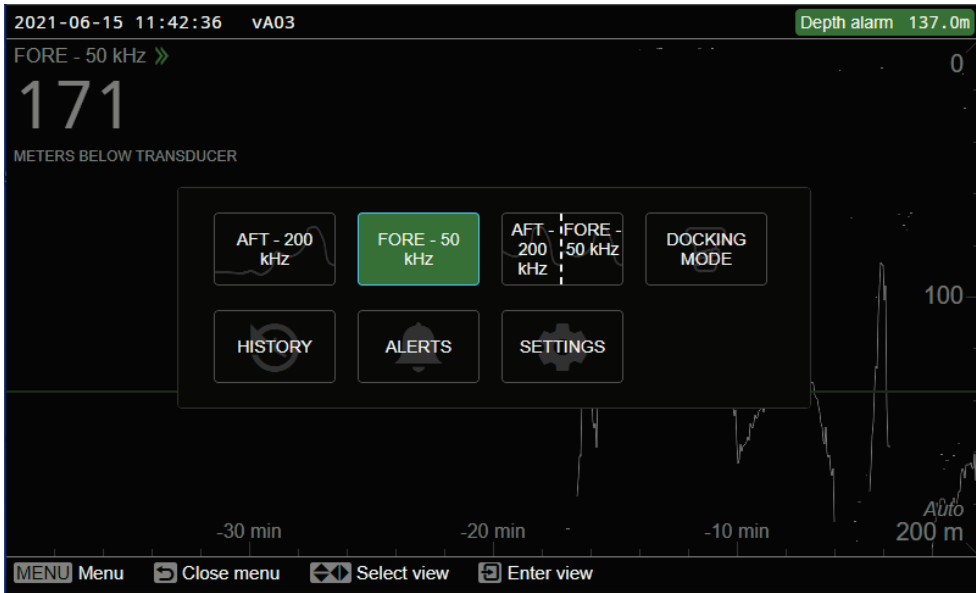 2021-06-15 11:42:36 vA03 Depth alarm 137.0m
FORE - 50 kHz
171
METERS BELOW TRANSDUCER
0
AFT - 200
kHz
FORE - 50
kHz
AFT -
200
kHz
FORE -
50 kHz
DOCKING
MODE
100
HISTORY
ALERTS
SETTINGS
Auto
-30 min
-20 min
-10 min
200 m
MENU Menu Close menu Select view Enter view